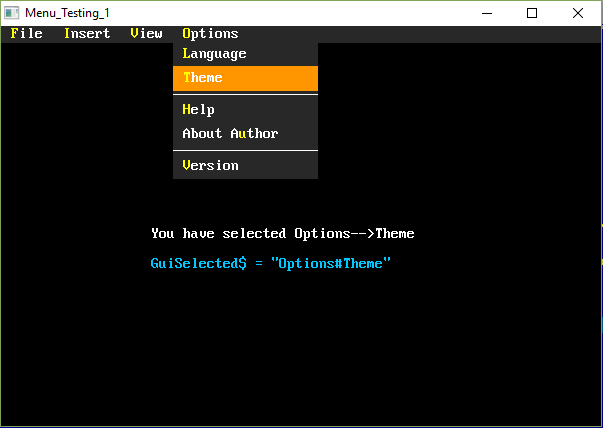 Menu_Testing_1
File Insert View Options
Language
Theme
Help
About Author
Version
You have selected Options-->Theme
GuiSelected$ = "Options#Theme"